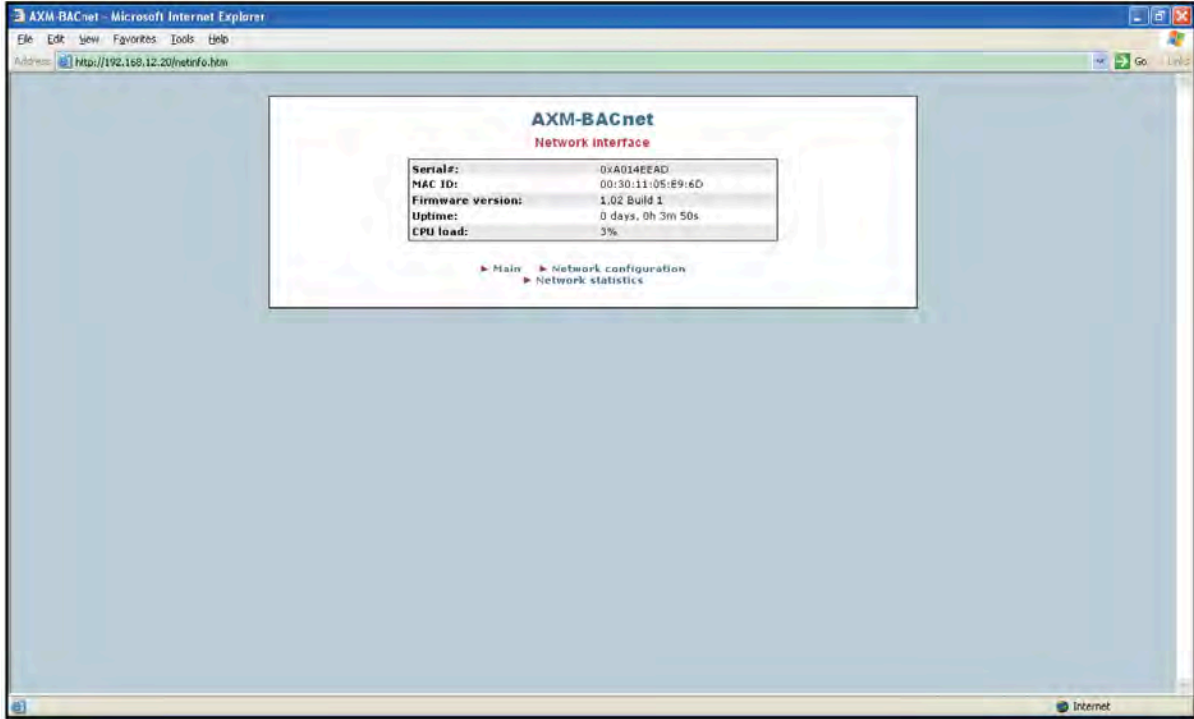 AXM-BACnet - Microsoft Internet Explorer
File Edit View Favorites Tools Help
Address http://192.168.12.20/netinfo.htm Go Links
AXM-BACnet
Network interface
Serial#: 0xA014EEAD
MAC ID: 00:30:11:05:E9:6D
Firmware version: 1.02 Build 1
Uptime: 0 days, 0h 3m 50s
CPU load: 3%
Main Network configuration
Network statistics
Internet